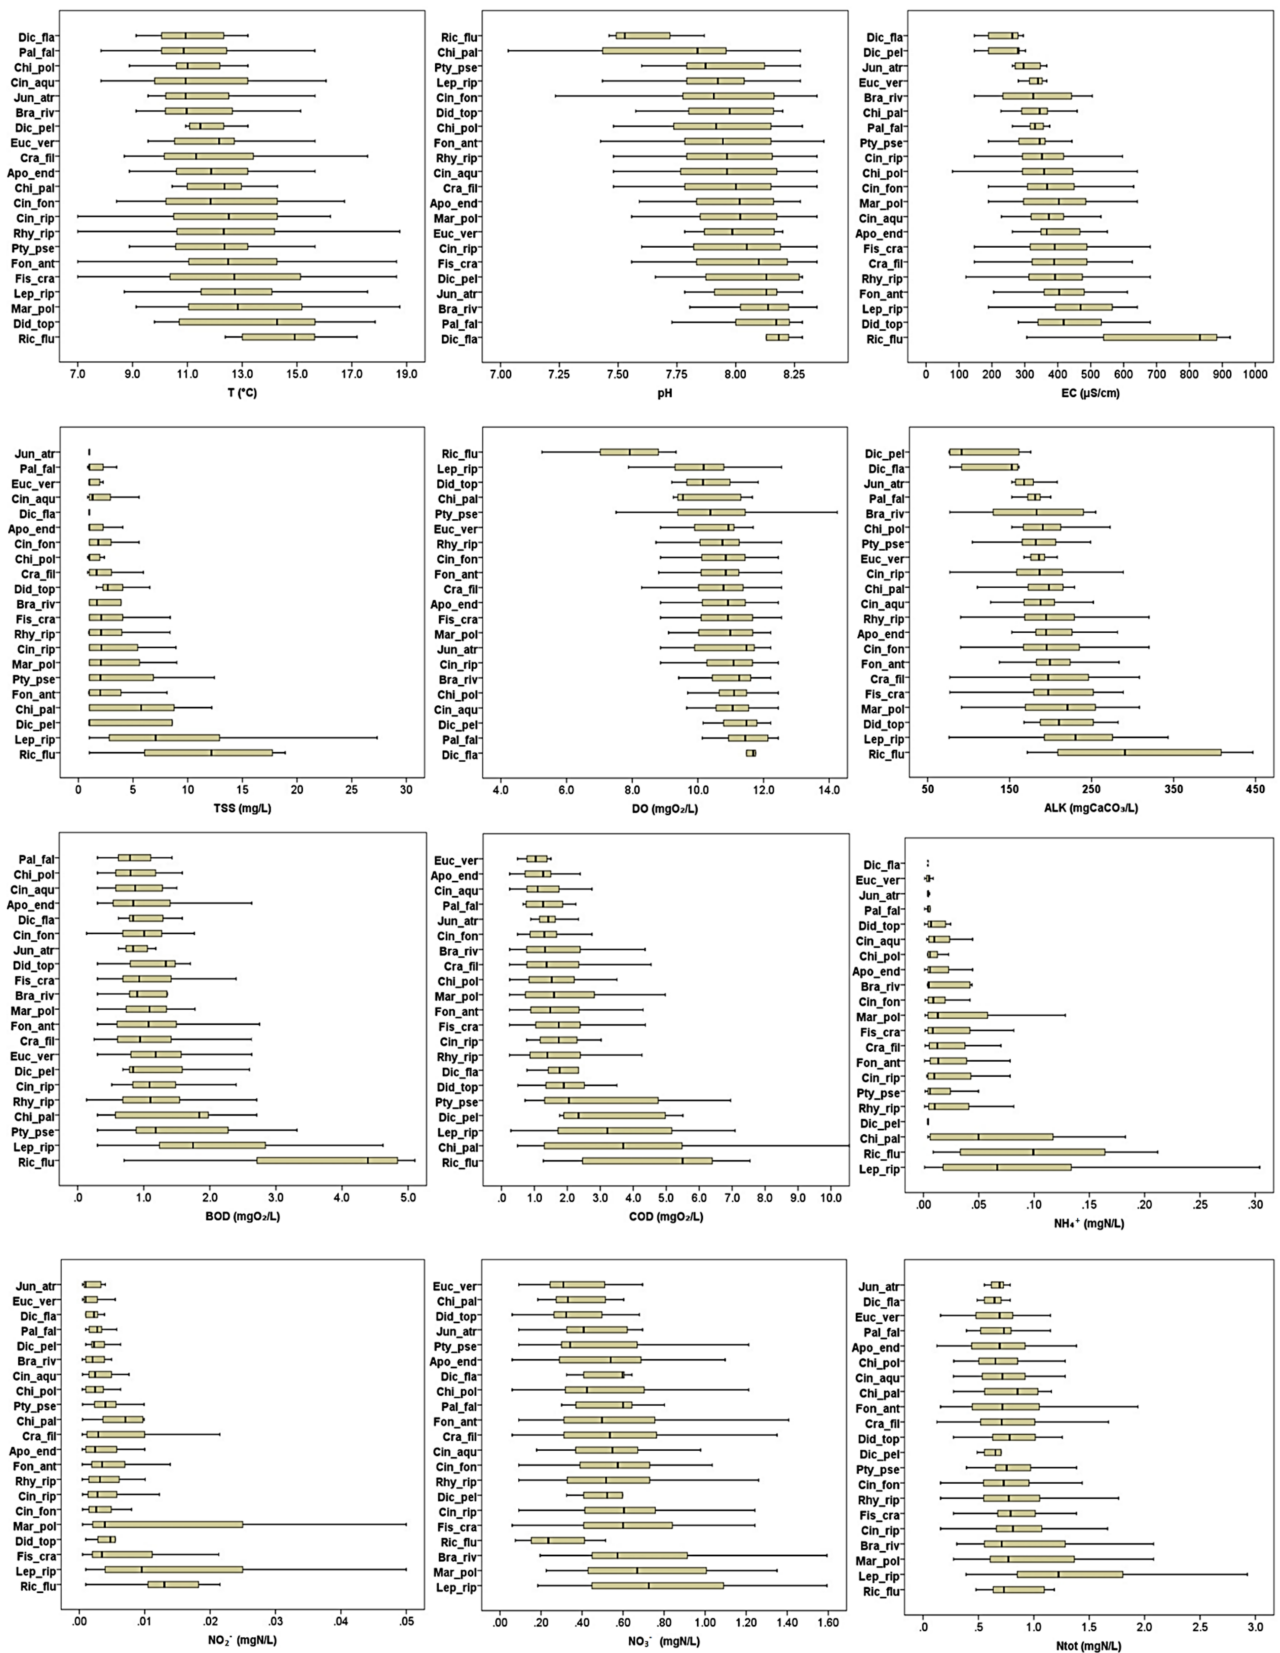 Dic_fla
Pal_fal
Chi_pol
Cin_aqu
Jun_atr
Bra_riv
Dic_pel
Euc_ver
Cra_fil
Apo_end
Chi_pal
Cin_fon
Cin_rip
Rhy_rip
Pty_pse
Fon_ant
Fis_cra
Lep_rip
Mar_pol
Did_top
Ric_flu
7.0 9.0 11.0 13.0 15.0 17.0 19.0
T (°C)
Ric_flu
Chi_pal
Pty_pse
Lep_rip
Cin_fon
Did_top
Chi_pol
Fon_ant
Rhy_rip
Cin_aqu
Cra_fil
Apo_end
Mar_pol
Euc_ver
Cin_rip
Fis_cra
Dic_pel
Jun_atr
Bra_riv
Pal_fal
Dic_fla
7.00 7.25 7.50 7.75 8.00 8.25
pH
Dic_fla
Dic_pel
Jun_atr
Euc_ver
Bra_riv
Chi_pal
Pal_fal
Pty_pse
Cin_rip
Chi_pol
Cin_fon
Mar_pol
Cin_aqu
Apo_end
Fis_cra
Cra_fil
Rhy_rip
Fon_ant
Lep_rip
Did_top
Ric_flu
0 100 200 300 400 500 600 700 800 900 1000
EC (µS/cm)
Jun_atr
Pal_fal
Euc_ver
Cin_aqu
Dic_fla
Apo_end
Cin_fon
Chi_pol
Cra_fil
Did_top
Bra_riv
Fis_cra
Rhy_rip
Cin_rip
Mar_pol
Pty_pse
Fon_ant
Chi_pal
Dic_pel
Lep_rip
Ric_flu
0 5 10 15 20 25 30
TSS (mg/L)
Ric_flu
Lep_rip
Did_top
Chi_pal
Pty_pse
Euc_ver
Rhy_rip
Cin_fon
Fon_ant
Cra_fil
Apo_end
Fis_cra
Mar_pol
Jun_atr
Cin_rip
Bra_riv
Chi_pol
Cin_aqu
Dic_pel
Pal_fal
Dic_fla
4.0 6.0 8.0 10.0 12.0 14.0
DO (mgO₂/L)
Dic_pel
Dic_fla
Jun_atr
Pal_fal
Bra_riv
Chi_pol
Pty_pse
Euc_ver
Cin_rip
Chi_pal
Cin_aqu
Rhy_rip
Apo_end
Cin_fon
Fon_ant
Cra_fil
Fis_cra
Mar_pol
Did_top
Lep_rip
Ric_flu
50 150 250 350 450
ALK (mgCaCO₃/L)
Pal_fal
Chi_pol
Cin_aqu
Apo_end
Dic_fla
Cin_fon
Jun_atr
Did_top
Fis_cra
Bra_riv
Mar_pol
Fon_ant
Cra_fil
Euc_ver
Dic_pel
Cin_rip
Rhy_rip
Chi_pal
Pty_pse
Lep_rip
Ric_flu
.0 1.0 2.0 3.0 4.0 5.0
BOD (mgO₂/L)
Euc_ver
Apo_end
Cin_aqu
Pal_fal
Jun_atr
Cin_fon
Bra_riv
Cra_fil
Chi_pol
Mar_pol
Fon_ant
Fis_cra
Cin_rip
Rhy_rip
Dic_fla
Did_top
Pty_pse
Dic_pel
Lep_rip
Chi_pal
Ric_flu
.0 1.0 2.0 3.0 4.0 5.0 6.0 7.0 8.0 9.0 10.0
COD (mgO₂/L)
Dic_fla
Euc_ver
Jun_atr
Pal_fal
Did_top
Cin_aqu
Chi_pol
Apo_end
Bra_riv
Cin_fon
Mar_pol
Fis_cra
Cra_fil
Fon_ant
Cin_rip
Pty_pse
Rhy_rip
Dic_pel
Chi_pal
Ric_flu
Lep_rip
.00 .05 .10 .15 .20 .25 .30
NH₄⁺ (mgN/L)
Jun_atr
Euc_ver
Dic_fla
Pal_fal
Dic_pel
Bra_riv
Cin_aqu
Chi_pol
Pty_pse
Chi_pal
Cra_fil
Apo_end
Fon_ant
Rhy_rip
Cin_rip
Cin_fon
Mar_pol
Did_top
Fis_cra
Lep_rip
Ric_flu
.00 .01 .02 .03 .04 .05
NO₂⁻ (mgN/L)
Euc_ver
Chi_pal
Did_top
Jun_atr
Pty_pse
Apo_end
Dic_fla
Chi_pol
Pal_fal
Fon_ant
Cra_fil
Cin_aqu
Cin_fon
Rhy_rip
Dic_pel
Cin_rip
Fis_cra
Ric_flu
Bra_riv
Mar_pol
Lep_rip
.00 .20 .40 .60 .80 1.00 1.20 1.40 1.60
NO₃⁻ (mgN/L)
Jun_atr
Dic_fla
Euc_ver
Pal_fal
Apo_end
Chi_pol
Cin_aqu
Chi_pal
Fon_ant
Cra_fil
Did_top
Dic_pel
Pty_pse
Cin_fon
Rhy_rip
Fis_cra
Cin_rip
Bra_riv
Mar_pol
Lep_rip
Ric_flu
.0 .5 1.0 1.5 2.0 2.5 3.0
Ntot (mgN/L)